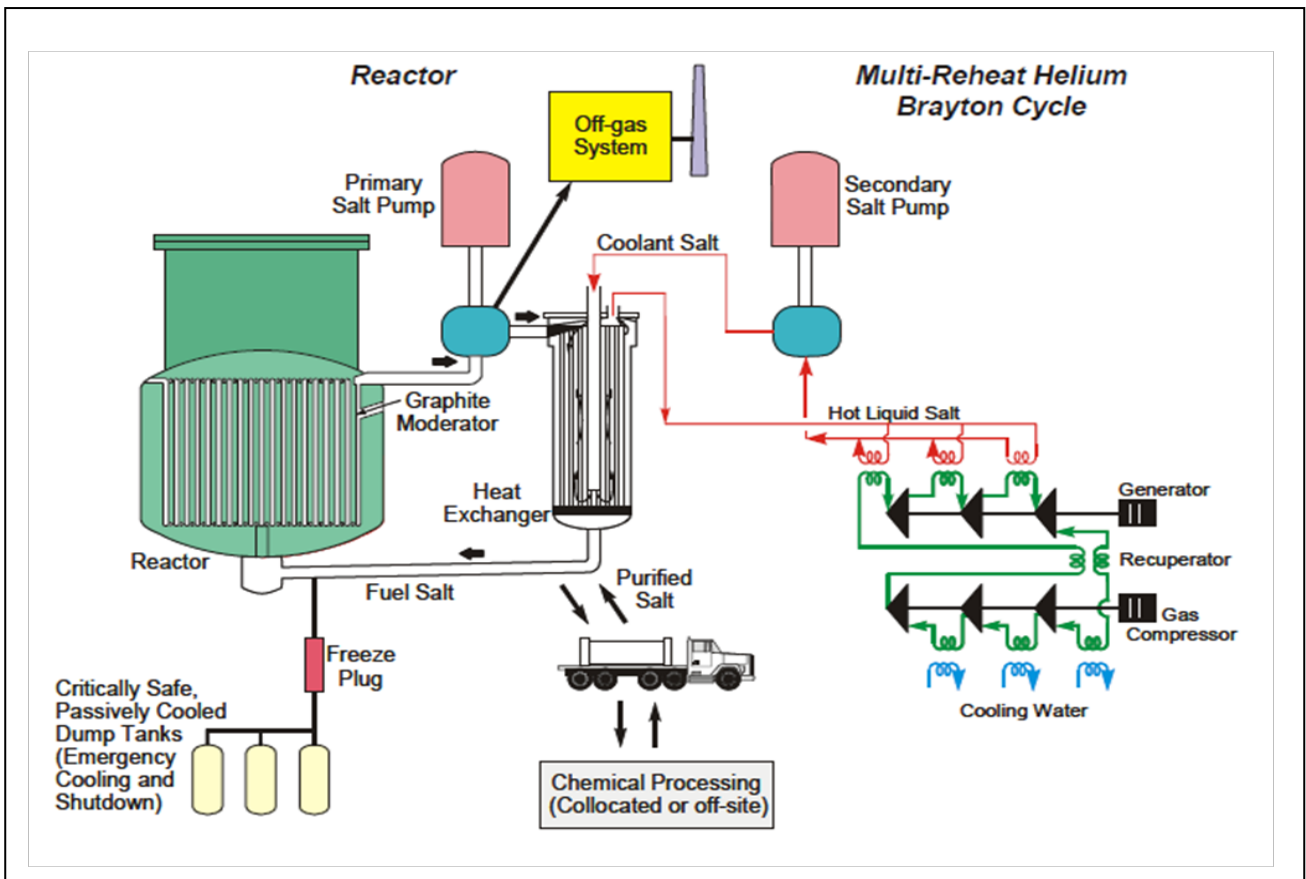 Reactor
Multi-Reheat Helium
Brayton Cycle
Off-gas
System
Primary
Salt Pump
Secondary
Salt Pump
Coolant Salt
Graphite
Moderator
Hot Liquid Salt
Heat
Exchanger
Generator
Reactor
Recuperator
Fuel Salt
Purified
Salt
Gas
Compressor
Freeze
Plug
Critically Safe,
Passively Cooled
Dump Tanks
(Emergency
Cooling and
Shutdown)
Cooling Water
Chemical Processing
(Collocated or off-site)